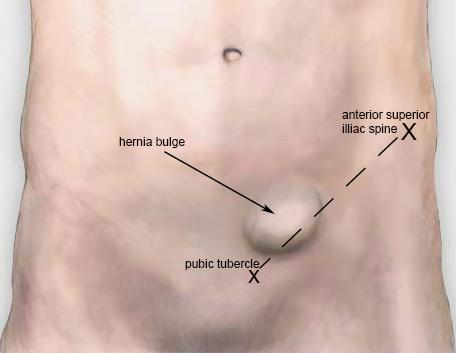 anterior superior
illiac spine X
hernia bulge
pubic tubercle
X